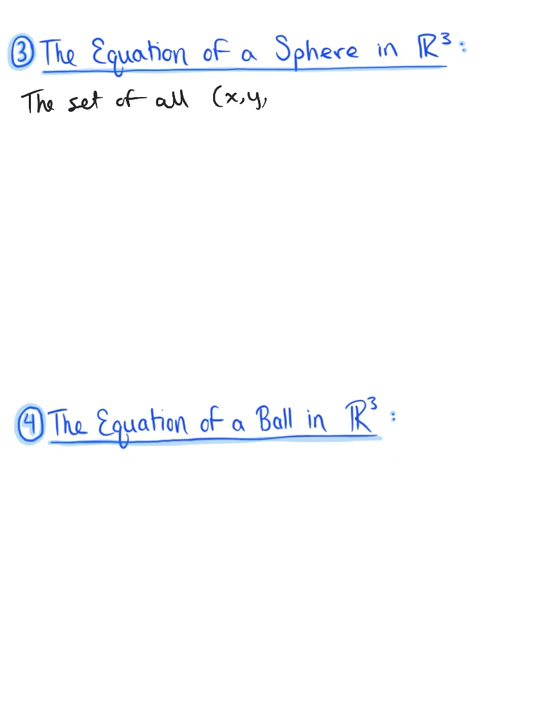 ③ The Equation of a Sphere in ℝ³:
The set of all (x,y,
④ The Equation of a Ball in ℝ³: